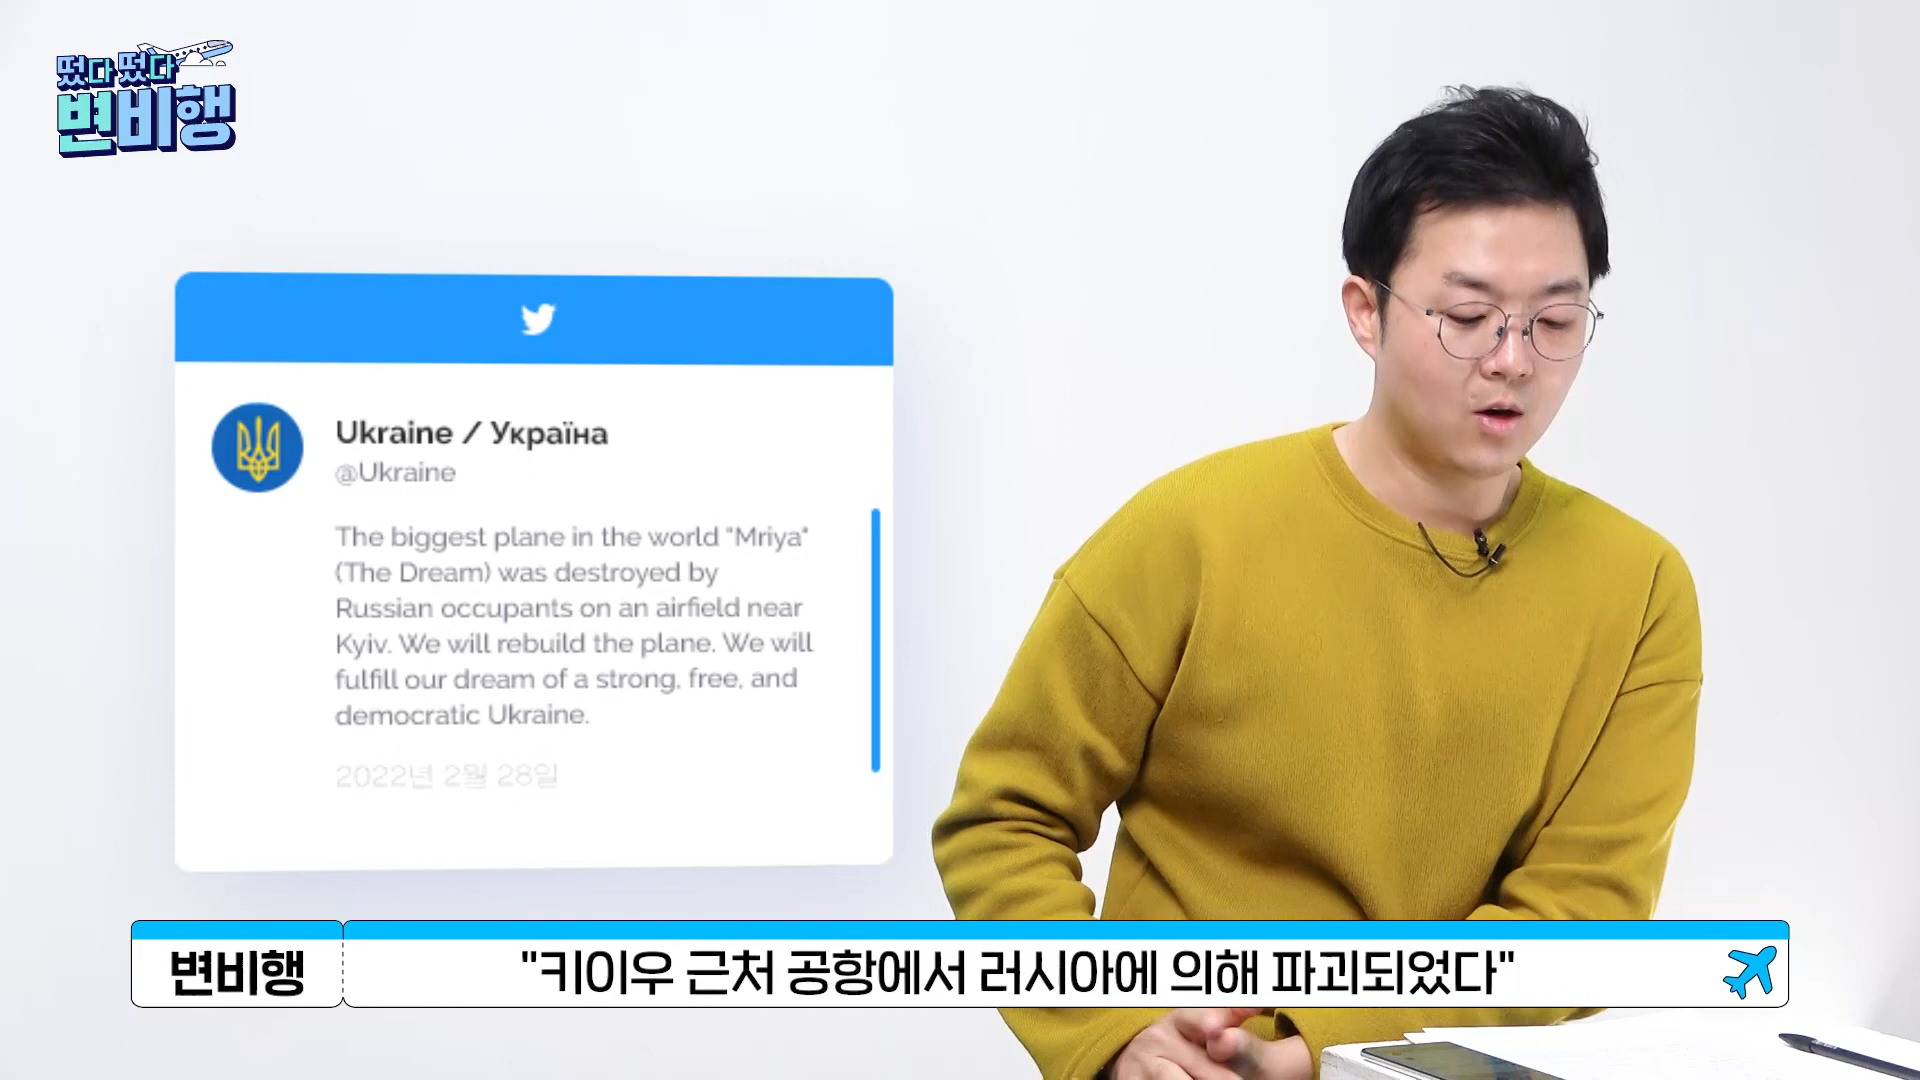 떴다 떴다
변비행
Ukraine / Україна
@Ukraine
The biggest plane in the world "Mriya"
(The Dream) was destroyed by
Russian occupants on an airfield near
Kyiv. We will rebuild the plane. We will
fulfill our dream of a strong, free, and
democratic Ukraine.
2022년 2월 28일
변비행
"키이우 근처 공항에서 러시아에 의해 파괴되었다"